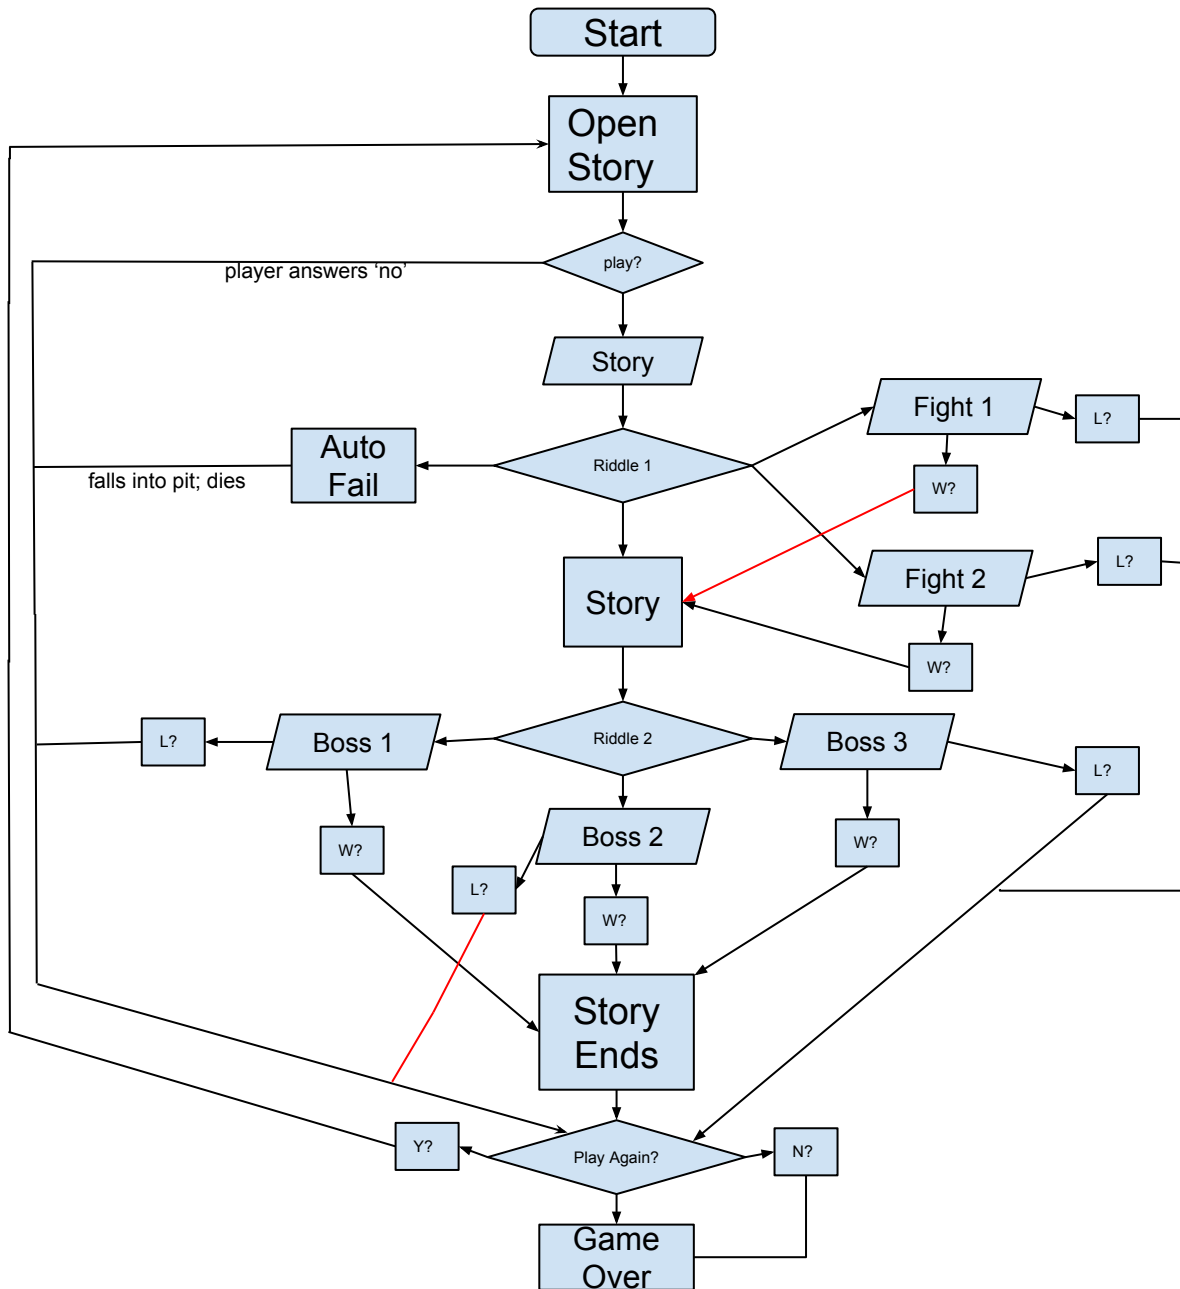 Start
Open
Story
play?
player answers ‘no’
Story
Fight 1
L?
Auto
Fail
Riddle 1
falls into pit; dies
W?
Fight 2
L?
Story
W?
L?
Boss 1
Riddle 2
Boss 3
L?
W?
Boss 2
W?
L?
W?
Story
Ends
Y?
Play Again?
N?
Game
Over